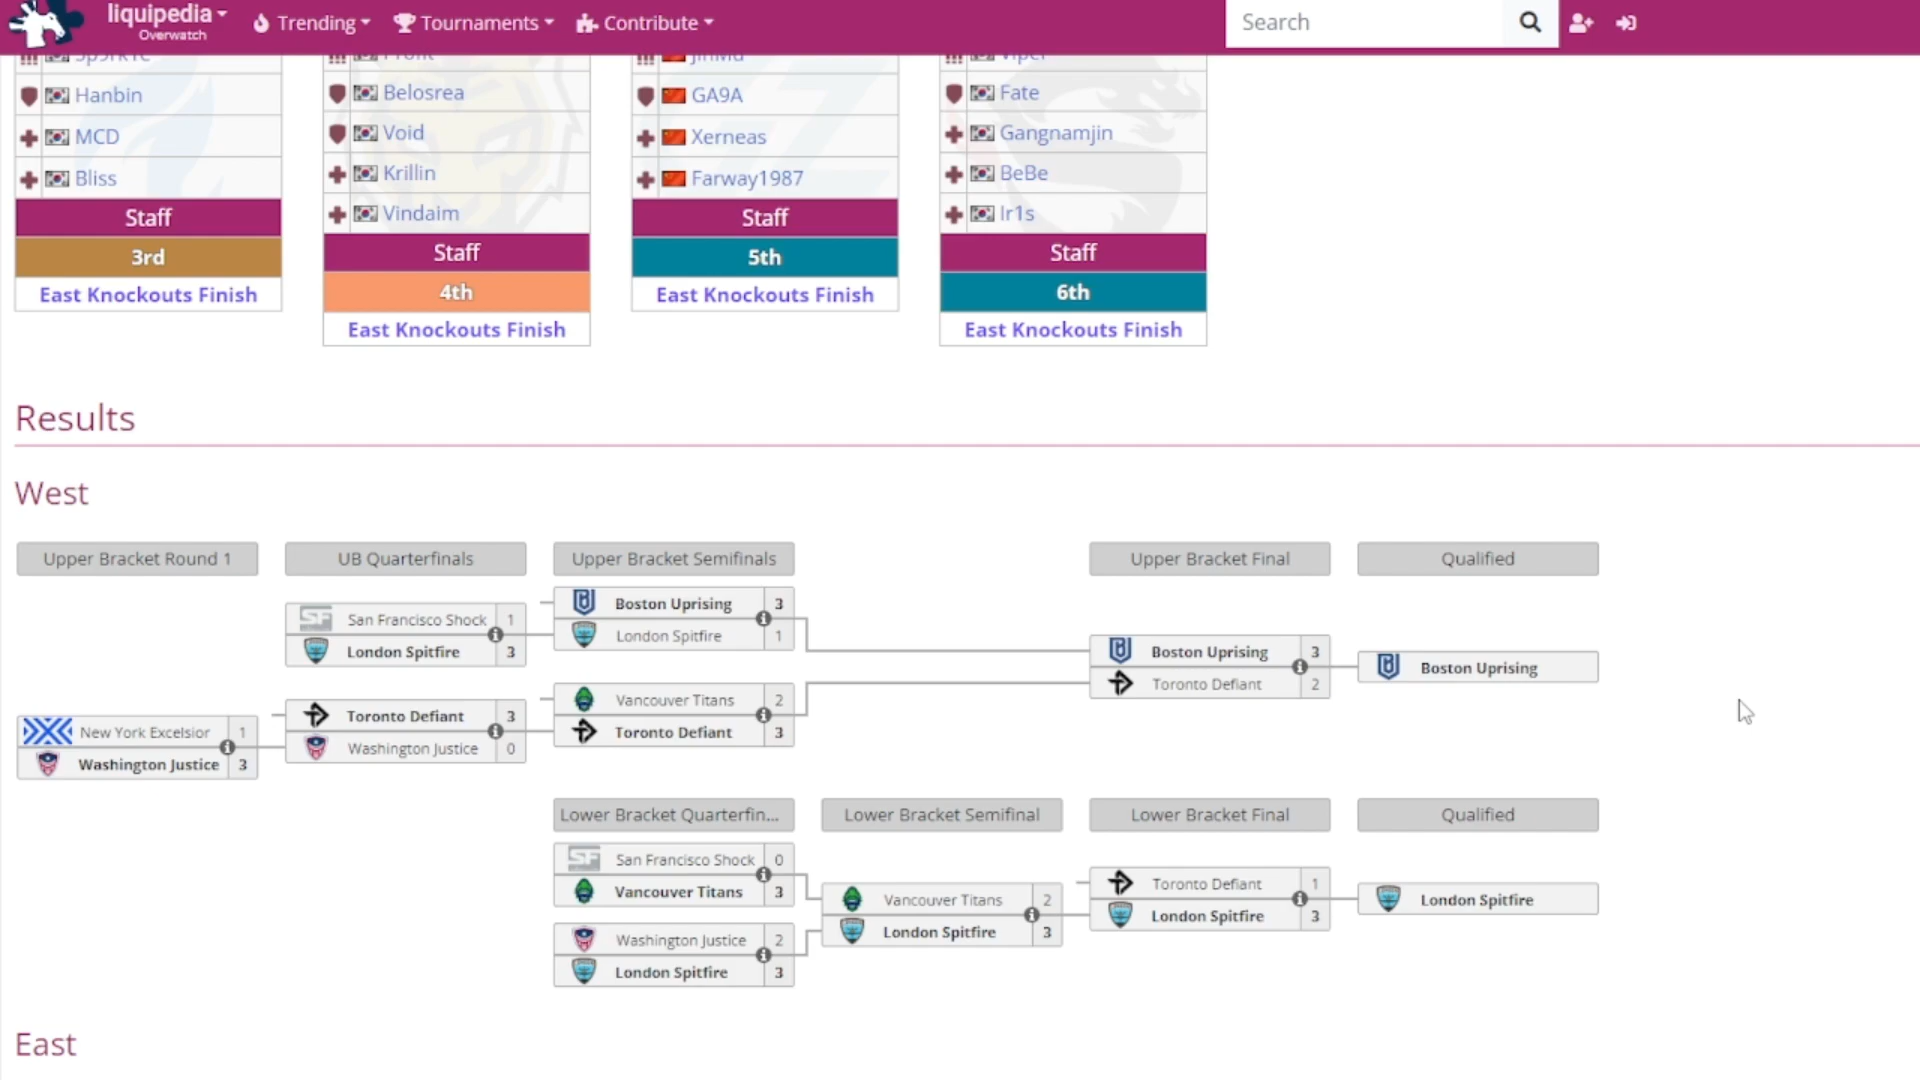 liquipedia
Overwatch
Trending
Tournaments
Contribute
Search
Hanbin
MCD
Bliss
Staff
3rd
East Knockouts Finish
Belosrea
Void
Krillin
Vindaim
Staff
4th
East Knockouts Finish
GA9A
Xerneas
Farway1987
Staff
5th
East Knockouts Finish
Fate
Gangnamjin
BeBe
Ir1s
Staff
6th
East Knockouts Finish
Results
West
Upper Bracket Round 1
UB Quarterfinals
Upper Bracket Semifinals
Upper Bracket Final
Qualified
New York Excelsior 1
Washington Justice 3
San Francisco Shock 1
London Spitfire 3
Toronto Defiant 3
Washington Justice 0
Boston Uprising 3
London Spitfire 1
Vancouver Titans 2
Toronto Defiant 3
Boston Uprising 3
Toronto Defiant 2
Boston Uprising
Lower Bracket Quarterfin...
Lower Bracket Semifinal
Lower Bracket Final
Qualified
SF San Francisco Shock 0
Vancouver Titans 3
Washington Justice 2
London Spitfire 3
Vancouver Titans 2
London Spitfire 3
Toronto Defiant 1
London Spitfire 3
London Spitfire
East